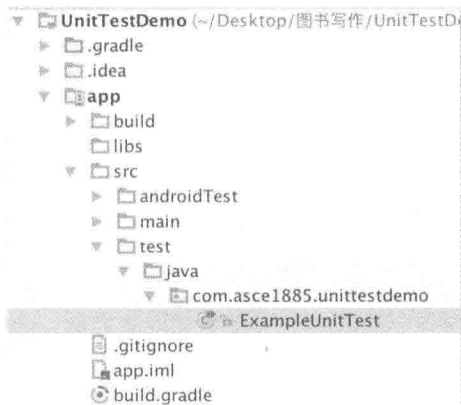 UnitTestDemo (~/Desktop/图书写作/UnitTestD
.gradle
.idea
app
build
libs
src
androidTest
main
test
java
com.asce1885.unittestdemo
ExampleUnitTest
.gitignore
app.iml
build.gradle